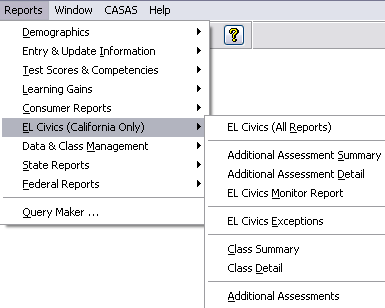 Reports Window CASAS Help
Demographics
Entry & Update Information
Test Scores & Competencies
Learning Gains
Consumer Reports
EL Civics (California Only)
Data & Class Management
State Reports
Federal Reports
Query Maker ...
?
EL Civics (All Reports)
Additional Assessment Summary
Additional Assessment Detail
EL Civics Monitor Report
EL Civics Exceptions
Class Summary
Class Detail
Additional Assessments